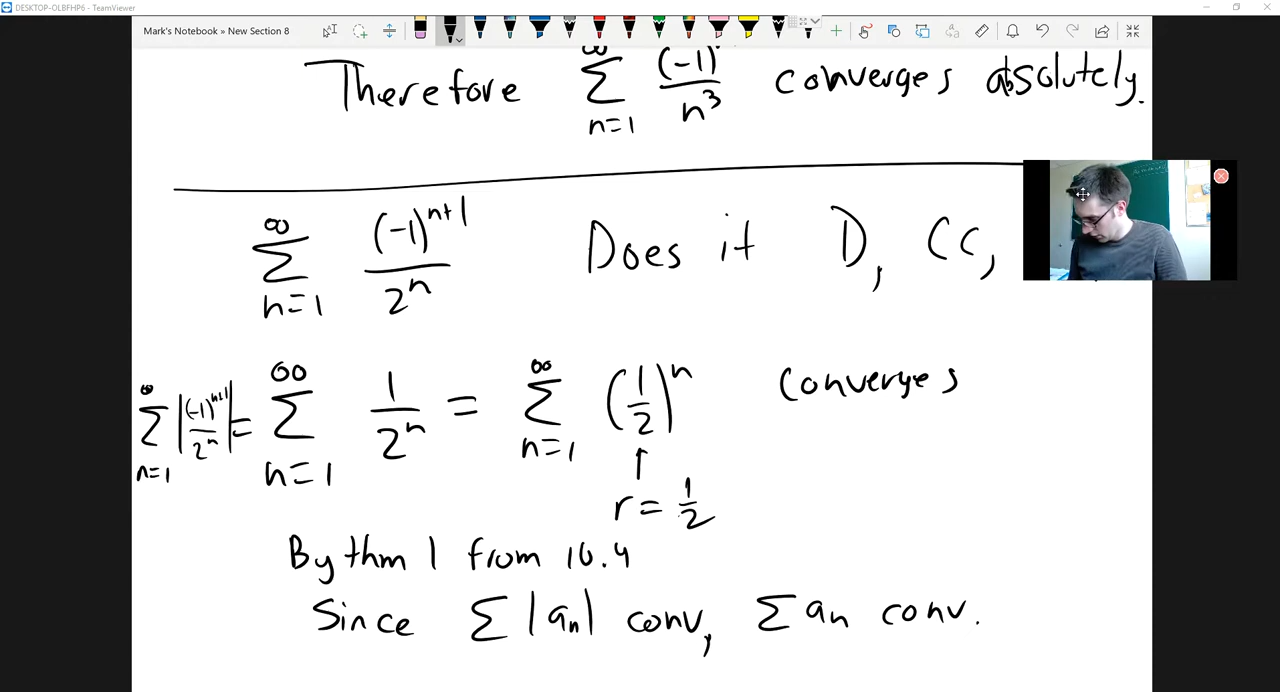 DESKTOP-OLBFHP6 - TeamViewer
Mark's Notebook » New Section 8
Therefore ∞ Σ n=1 (-1) / n³ converges absolutely.
∞ Σ n=1 (-1)^(n+1) / 2^n Does it D, CC,
∞ Σ n=1 |(-1)^(n+1) / 2^n| = ∞ Σ n=1 1 / 2^n = ∞ Σ n=1 (1/2)^n converges
↑
r = 1/2
By thm 1 from 10.4
Since Σ |an| conv, Σ an conv.